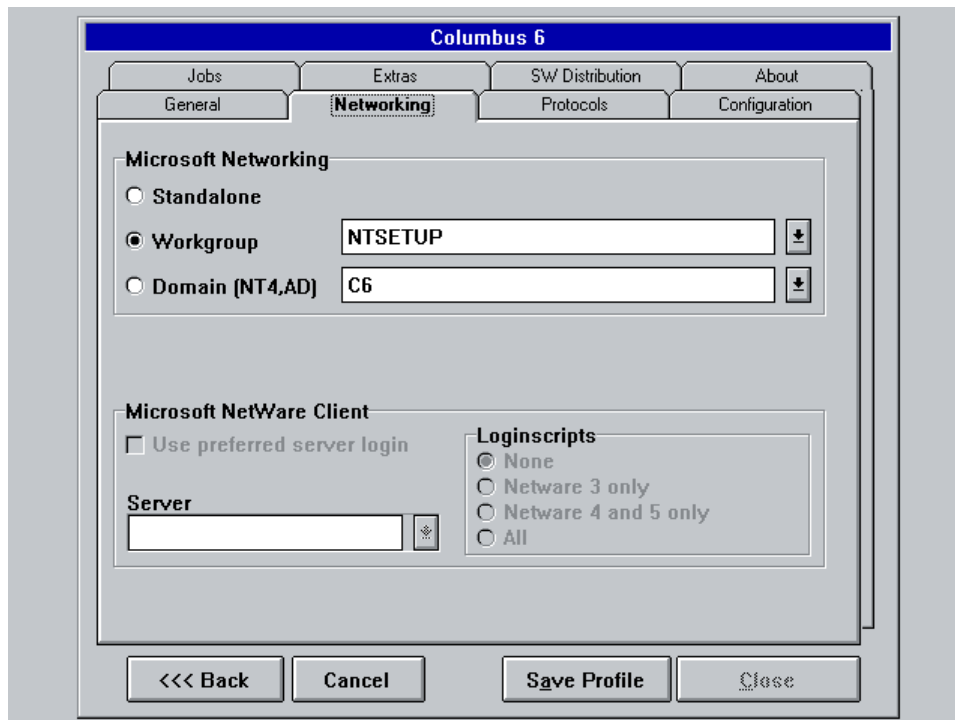 Columbus 6
Jobs Extras SW Distribution About
General Networking Protocols Configuration
Microsoft Networking
Standalone
Workgroup NTSETUP
Domain (NT4,AD) C6
Microsoft NetWare Client
Use preferred server login
Loginscripts
None
Netware 3 only
Netware 4 and 5 only
All
Server
<<< Back Cancel Save Profile Close